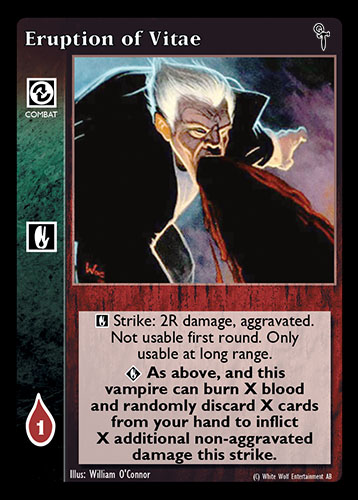 Eruption of Vitae
COMBAT
Strike: 2R damage, aggravated.
Not usable first round. Only
usable at long range.
As above, and this
vampire can burn X blood
and randomly discard X cards
from your hand to inflict
X additional non-aggravated
damage this strike.
1
Illus: William O'Connor
(C) White Wolf Entertainment AB